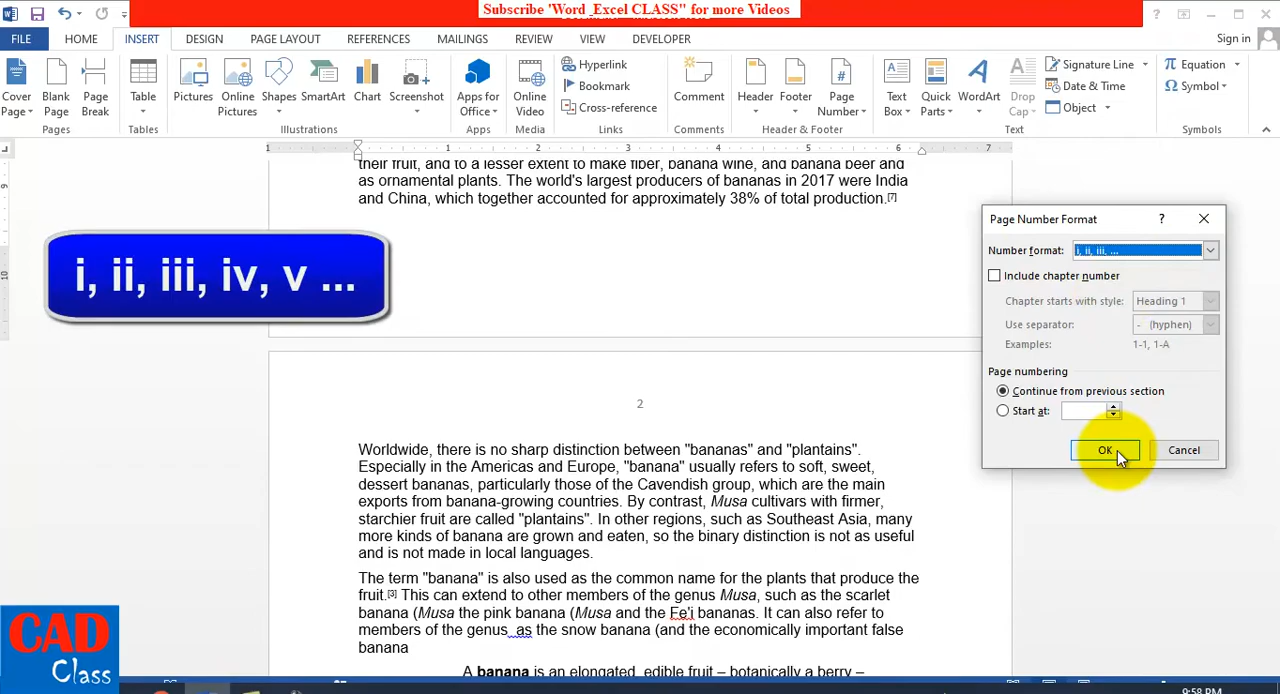 Subscribe 'Word_Excel CLASS" for more Videos
FILE HOME INSERT DESIGN PAGE LAYOUT REFERENCES MAILINGS REVIEW VIEW DEVELOPER Sign in
Cover Page
Blank Page
Page Break
Pages
Table
Tables
Pictures
Online Pictures
Shapes
SmartArt
Chart
Screenshot
Illustrations
Apps for Office
Apps
Online Video
Media
Hyperlink
Bookmark
Cross-reference
Links
Comment
Comments
Header
Footer
Page Number
Header & Footer
Text Box
Quick Parts
WordArt
Drop Cap
Signature Line
Date & Time
Object
Text
Equation
Symbol
Symbols
1 1 2 3 4 5 6 7
9
10
their fruit, and to a lesser extent to make fiber, banana wine, and banana beer and
as ornamental plants. The world's largest producers of bananas in 2017 were India
and China, which together accounted for approximately 38% of total production.[7]
i, ii, iii, iv, v ...
2
Worldwide, there is no sharp distinction between "bananas" and "plantains".
Especially in the Americas and Europe, "banana" usually refers to soft, sweet,
dessert bananas, particularly those of the Cavendish group, which are the main
exports from banana-growing countries. By contrast, Musa cultivars with firmer,
starchier fruit are called "plantains". In other regions, such as Southeast Asia, many
more kinds of banana are grown and eaten, so the binary distinction is not as useful
and is not made in local languages.
The term "banana" is also used as the common name for the plants that produce the
fruit.[3] This can extend to other members of the genus Musa, such as the scarlet
banana (Musa the pink banana (Musa and the Fe'i bananas. It can also refer to
members of the genus as the snow banana (and the economically important false
banana
A banana is an elongated, edible fruit – botanically a berry –
Page Number Format ? ×
Number format: i, ii, iii, ...
Include chapter number
Chapter starts with style: Heading 1
Use separator: - (hyphen)
Examples: 1-1, 1-A
Page numbering
Continue from previous section
Start at:
OK Cancel
CAD
Class
9:58 PM